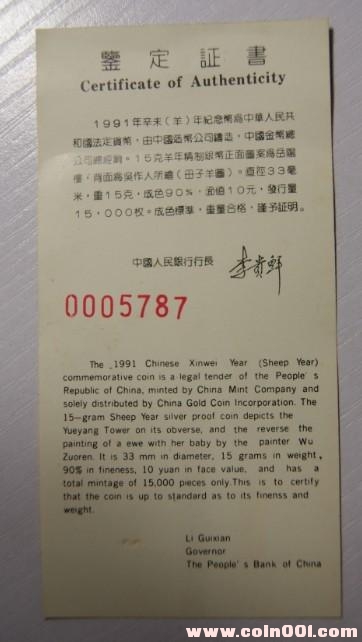 鑒定証書
Certificate of Authenticity
1991年辛未(羊)年紀念幣爲中華人民共
和國法定貨幣，由中國造幣公司鑄造，中國金幣總
公司總經銷。15克羊年精制銀幣正面圖案爲岳陽
樓，背面爲吳作人所繪(母子羊圖)。直徑33毫
米，重15克，成色90%，面值10元，發行量
15,000枚。成色標準，重量合格，謹予証明。
中國人民銀行行長 李貴鮮
0005787
The 1991 Chinese Xinwei Year (Sheep Year)
commemorative coin is a legal tender of the People's
Republic of China, minted by China Mint Company and
solely distributed by China Gold Coin Incorporation. The
15-gram Sheep Year silver proof coin depicts the
Yueyang Tower on its obverse, and the reverse the
painting of a ewe with her baby by the painter Wu
Zuoren. It is 33 mm in diameter, 15 grams in weight,
90% in fineness, 10 yuan in face value, and has a
total mintage of 15,000 pieces only.This is to certify
that the coin is up to standard as to its finenss and
weight.
Li Guixian
Governor
The People's Bank of China
www.coin001.com